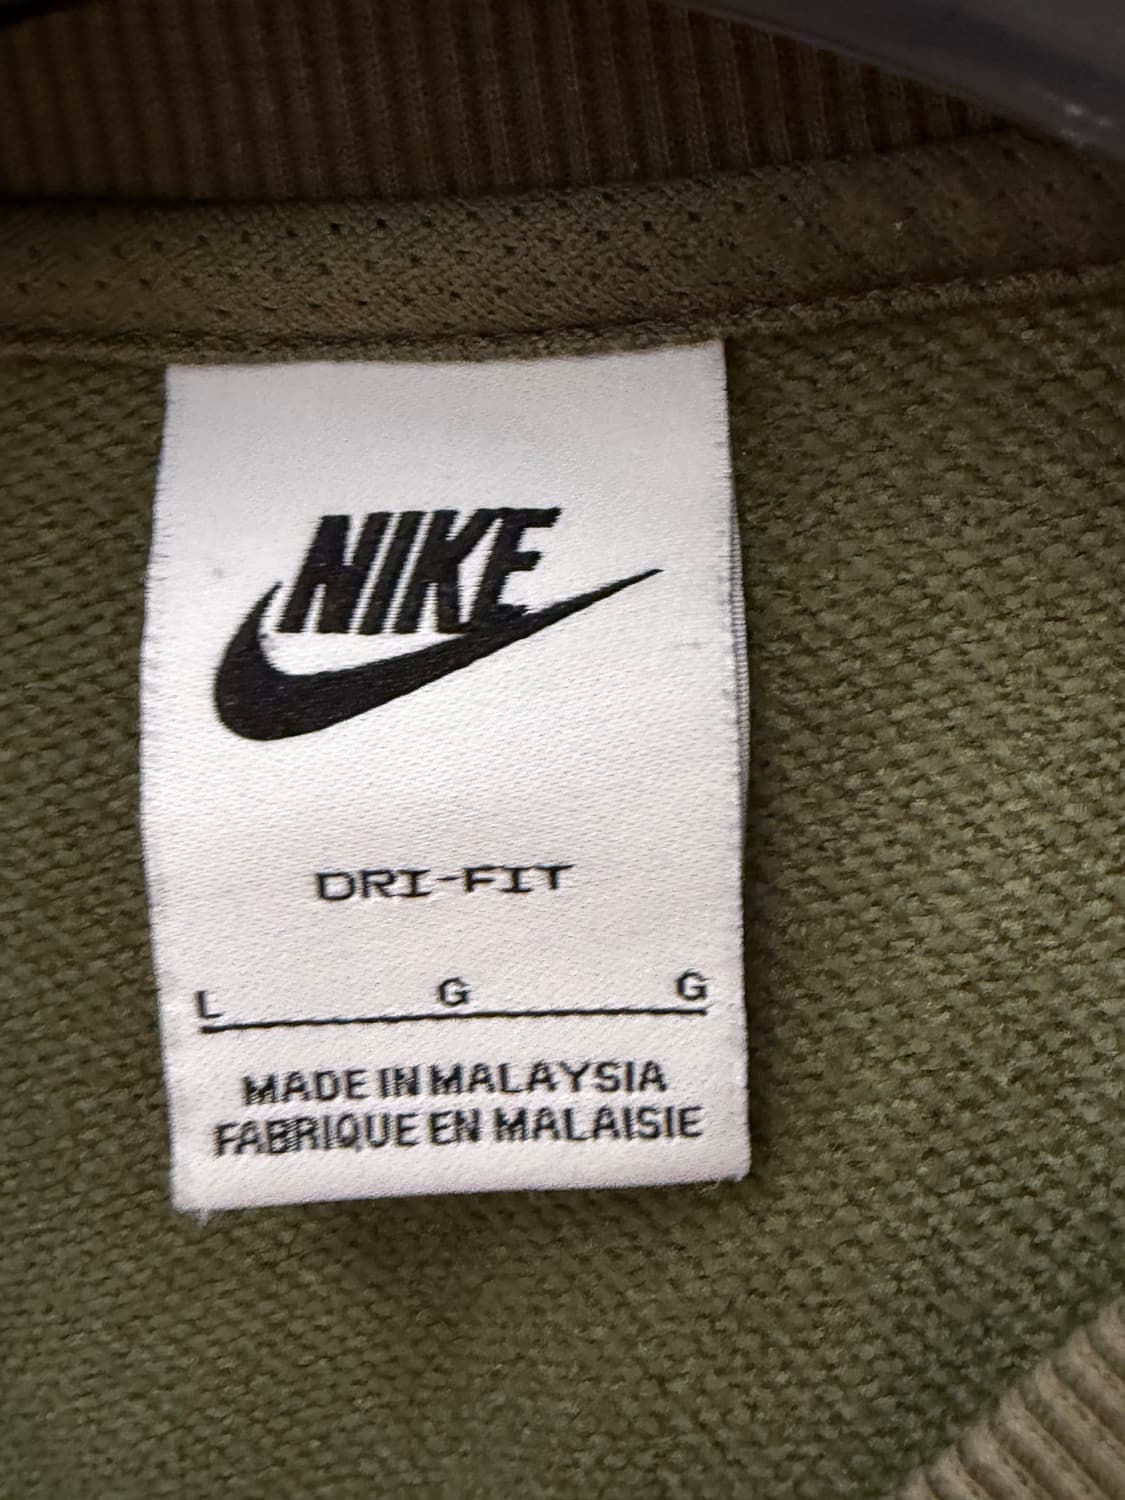 NIKE
DRI-FIT
L G G
MADE IN MALAYSIA
FABRIQUE EN MALAISIE